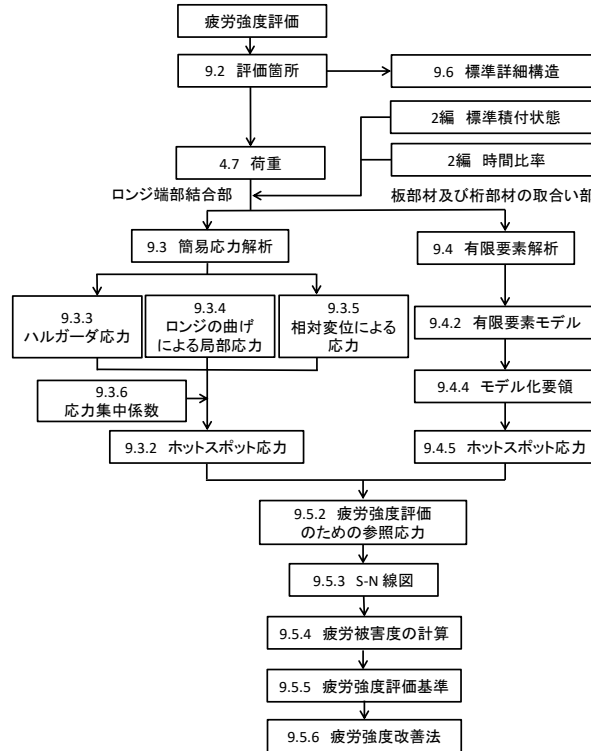 疲労強度評価
9.2 評価箇所
9.6 標準詳細構造
2編 標準積付状態
4.7 荷重
2編 時間比率
ロンジ端部結合部
板部材及び桁部材の取合い部
9.3 簡易応力解析
9.4 有限要素解析
9.3.3
ハルガーダ応力
9.3.4
ロンジの曲げ
による局部応力
9.3.5
相対変位による
応力
9.4.2 有限要素モデル
9.3.6
応力集中係数
9.4.4 モデル化要領
9.3.2 ホットスポット応力
9.4.5 ホットスポット応力
9.5.2 疲労強度評価
のための参照応力
9.5.3 S-N 線図
9.5.4 疲労被害度の計算
9.5.5 疲労強度評価基準
9.5.6 疲労強度改善法